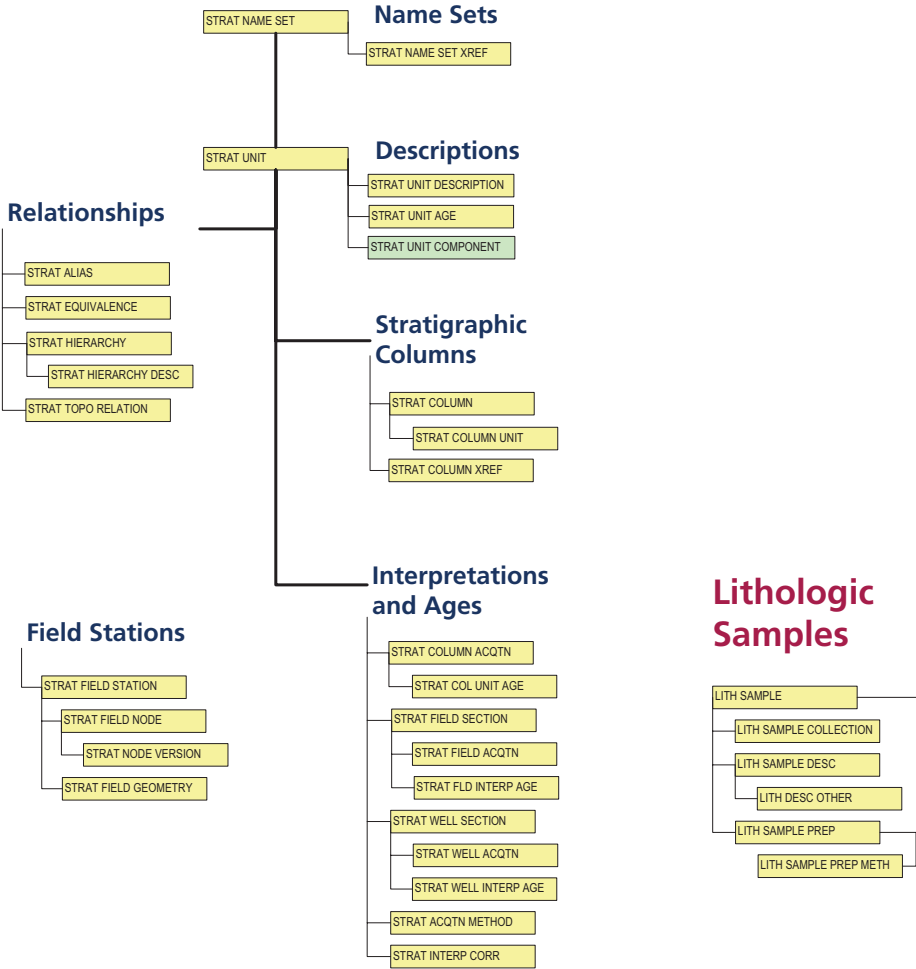 STRAT NAME SET
Name Sets
STRAT NAME SET XREF
STRAT UNIT
Descriptions
STRAT UNIT DESCRIPTION
STRAT UNIT AGE
STRAT UNIT COMPONENT
Relationships
STRAT ALIAS
STRAT EQUIVALENCE
STRAT HIERARCHY
STRAT HIERARCHY DESC
STRAT TOPO RELATION
Stratigraphic
Columns
STRAT COLUMN
STRAT COLUMN UNIT
STRAT COLUMN XREF
Field Stations
STRAT FIELD STATION
STRAT FIELD NODE
STRAT NODE VERSION
STRAT FIELD GEOMETRY
Interpretations
and Ages
STRAT COLUMN ACQTN
STRAT COL UNIT AGE
STRAT FIELD SECTION
STRAT FIELD ACQTN
STRAT FLD INTERP AGE
STRAT WELL SECTION
STRAT WELL ACQTN
STRAT WELL INTERP AGE
STRAT ACQTN METHOD
STRAT INTERP CORR
Lithologic
Samples
LITH SAMPLE
LITH SAMPLE COLLECTION
LITH SAMPLE DESC
LITH DESC OTHER
LITH SAMPLE PREP
LITH SAMPLE PREP METH